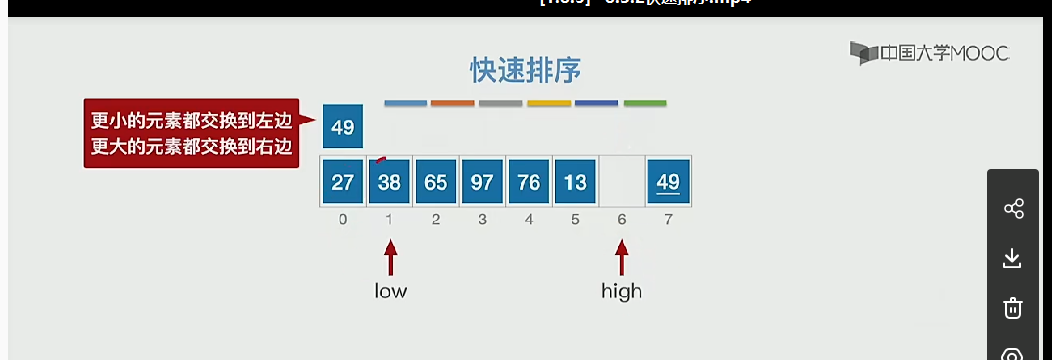 中国大学MOOC
快速排序
更小的元素都交换到左边
更大的元素都交换到右边
49
27 38 65 97 76 13 49
0 1 2 3 4 5 6 7
low high